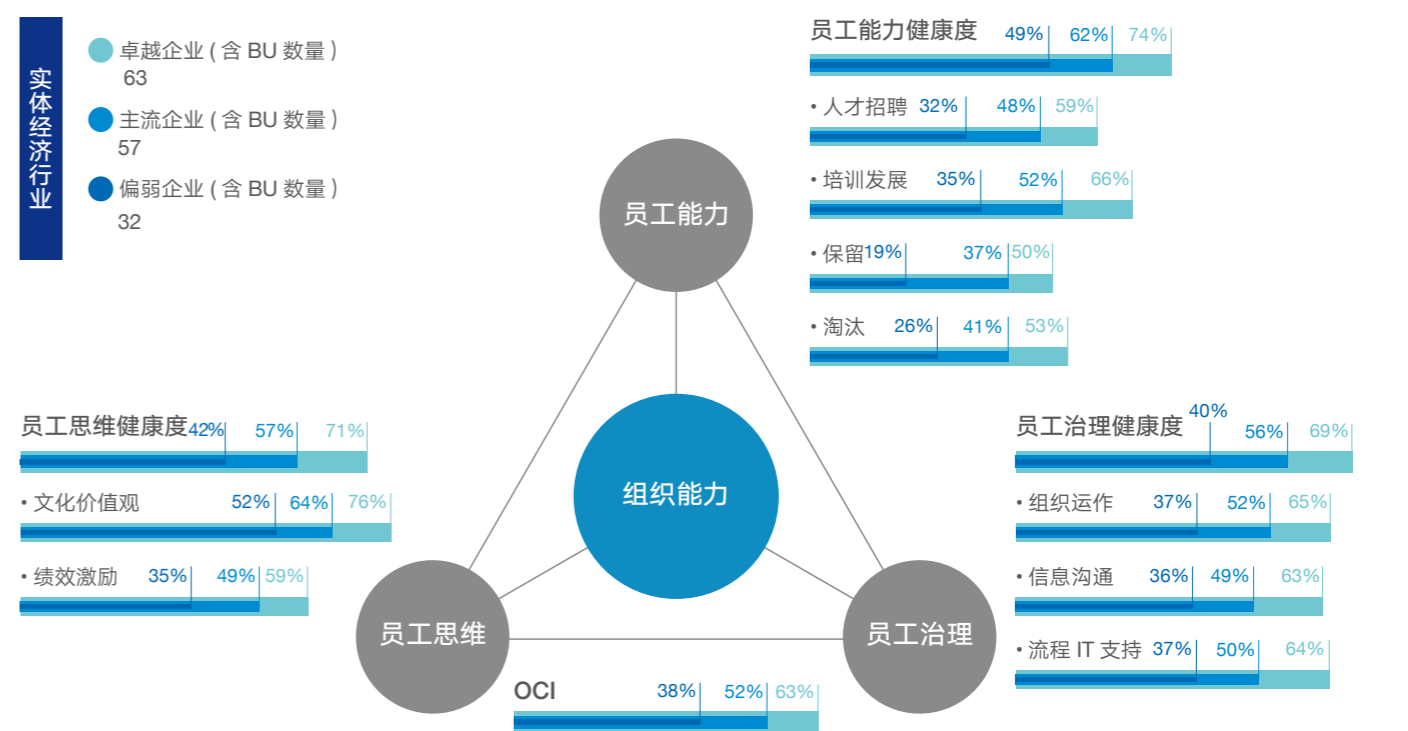 实体经济行业
卓越企业 ( 含 BU 数量 )
63
主流企业 ( 含 BU 数量 )
57
偏弱企业 ( 含 BU 数量 )
32
员工能力健康度 49% 62% 74%
• 人才招聘 32% 48% 59%
• 培训发展 35% 52% 66%
• 保留 19% 37% 50%
• 淘汰 26% 41% 53%
员工能力
组织能力
员工思维
员工治理
员工思维健康度 42% 57% 71%
• 文化价值观 52% 64% 76%
• 绩效激励 35% 49% 59%
员工治理健康度 40% 56% 69%
• 组织运作 37% 52% 65%
• 信息沟通 36% 49% 63%
• 流程 IT 支持 37% 50% 64%
OCI 38% 52% 63%